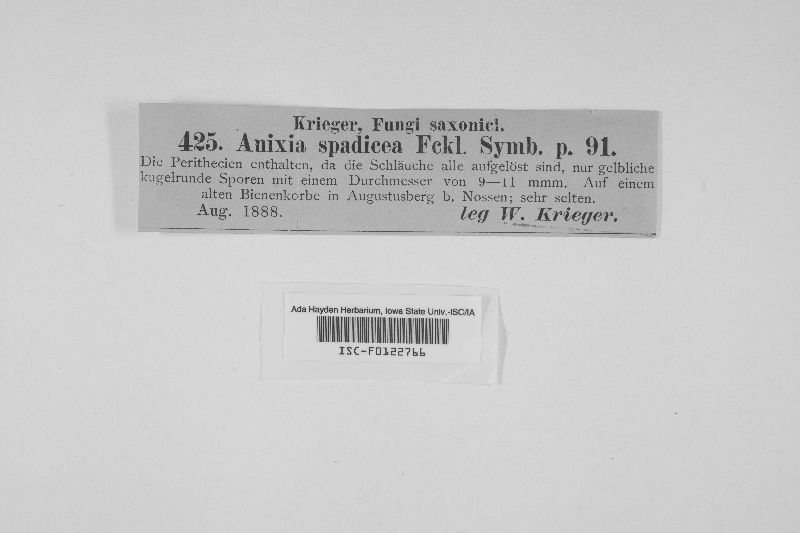 Krieger, Fungi saxonici.
425. Anixia spadicea Fckl. Symb. p. 91.
Die Perithecien enthalten, da die Schläuche alle aufgelöst sind, nur gelbliche
kugelrunde Sporen mit einem Durchmesser von 9—11 mmm. Auf einem
alten Bienenkorbe in Augustusberg b. Nossen; sehr selten.
Aug. 1888. leg W. Krieger.
Ada Hayden Herbarium, Iowa State Univ.-ISC/IA
ISC-F0122766